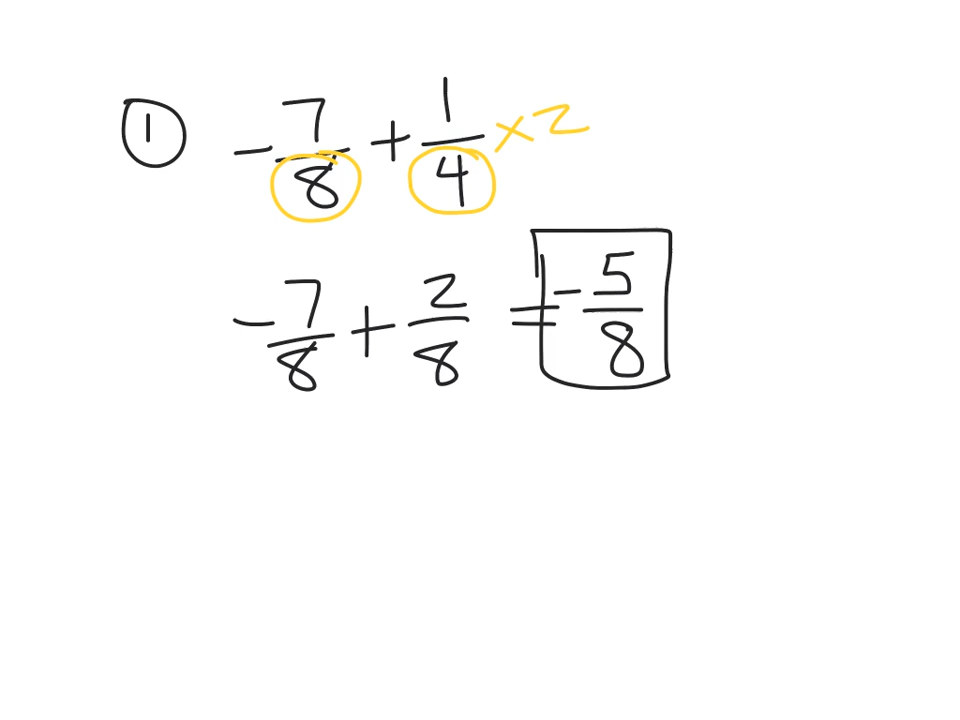 ① -7/8 + 1/4 ×2
-7/8 + 2/8 = -5/8